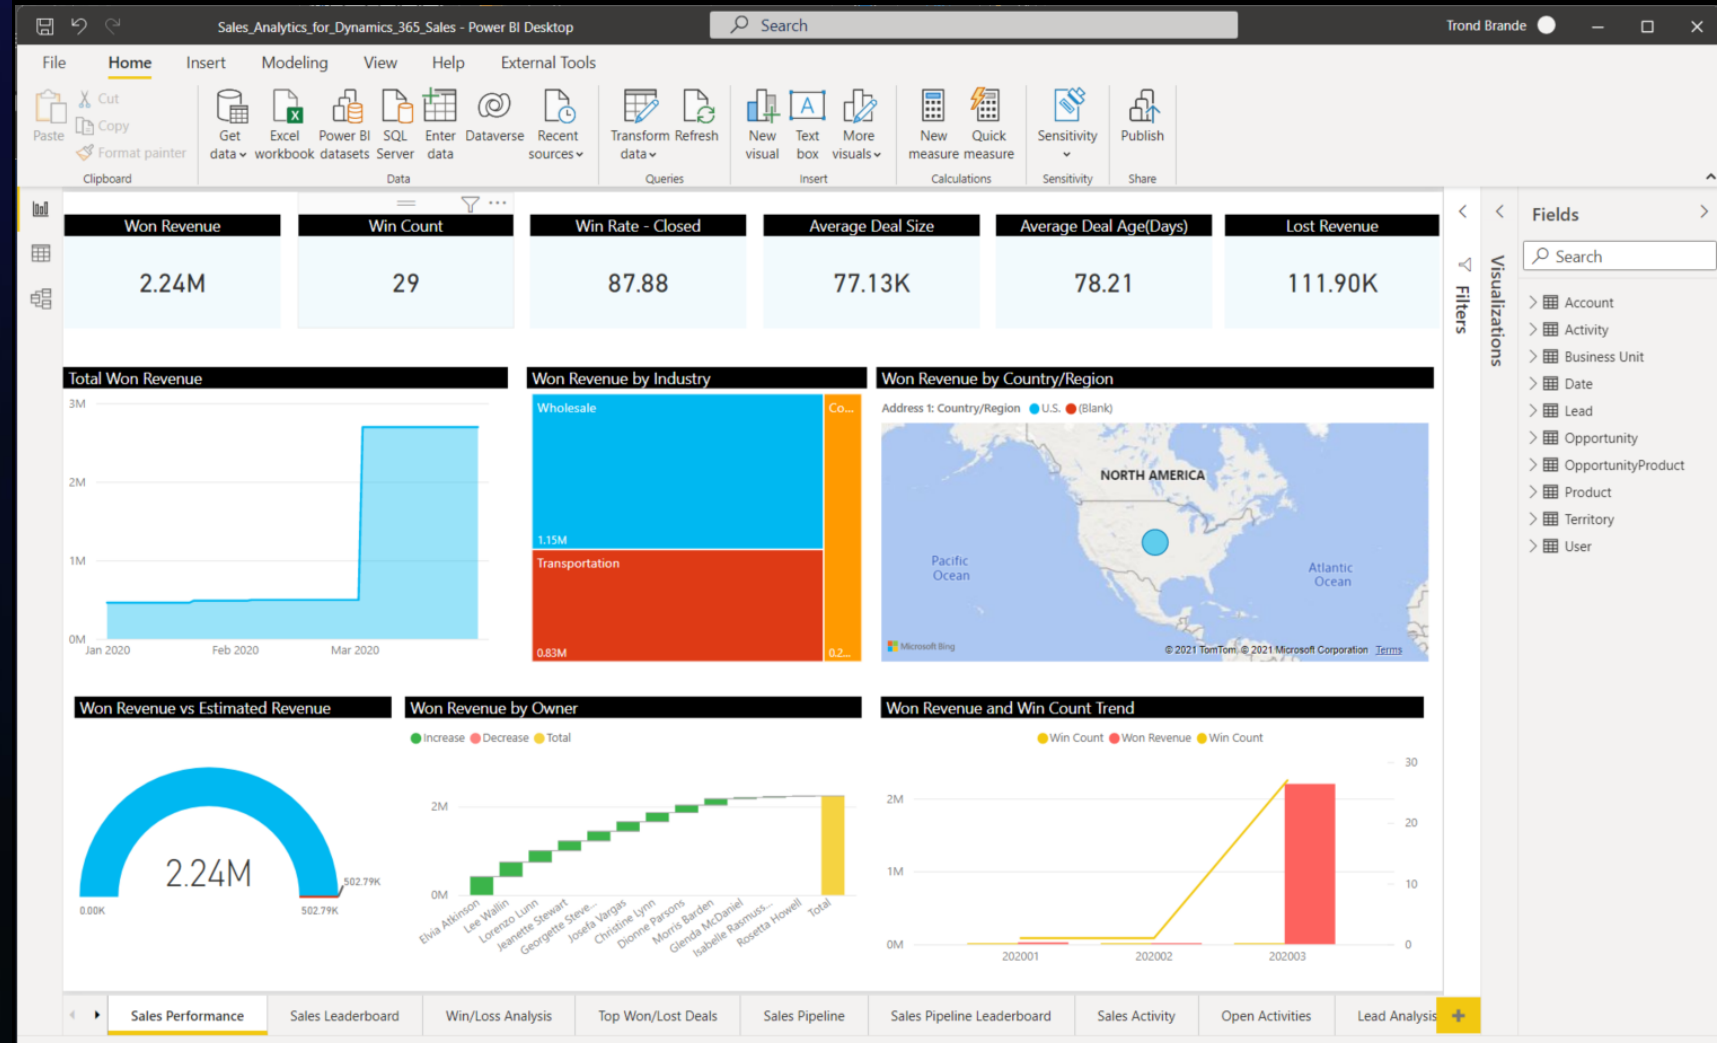 Sales_Analytics_for_Dynamics_365_Sales - Power BI Desktop
Search
Trond Brande
File Home Insert Modeling View Help External Tools
Paste
Cut
Copy
Format painter
Clipboard
Get data
Excel workbook
Power BI datasets
SQL Server
Enter data
Dataverse
Recent sources
Data
Transform data
Refresh
Queries
New visual
Text box
More visuals
Insert
New measure
Quick measure
Calculations
Sensitivity
Sensitivity
Publish
Share
Won Revenue
2.24M
Win Count
29
Win Rate - Closed
87.88
Average Deal Size
77.13K
Average Deal Age(Days)
78.21
Lost Revenue
111.90K
Total Won Revenue
3M
2M
1M
0M
Jan 2020 Feb 2020 Mar 2020
Won Revenue by Industry
Wholesale
1.15M
Transportation
0.83M
Co...
0.2...
Won Revenue by Country/Region
Address 1: Country/Region U.S. (Blank)
NORTH AMERICA
Pacific
Ocean
Atlantic
Ocean
Microsoft Bing
© 2021 TomTom, © 2021 Microsoft Corporation Terms
Won Revenue vs Estimated Revenue
2.24M
502.79K
0.00K
502.79K
Won Revenue by Owner
Increase Decrease Total
2M
0M
Elvia Atkinson
Lee Wallin
Lorenzo Lunn
Jeanette Stewart
Georgette Steve...
Josefa Vargas
Christine Lynn
Dionne Parsons
Morris Barden
Glenda McDaniel
Isabelle Rasmuss...
Rosetta Howell
Total
Won Revenue and Win Count Trend
Win Count Won Revenue Win Count
2M
1M
0M
30
20
10
0
202001 202002 202003
Filters
Visualizations
Fields
Search
Account
Activity
Business Unit
Date
Lead
Opportunity
OpportunityProduct
Product
Territory
User
Sales Performance
Sales Leaderboard
Win/Loss Analysis
Top Won/Lost Deals
Sales Pipeline
Sales Pipeline Leaderboard
Sales Activity
Open Activities
Lead Analysis